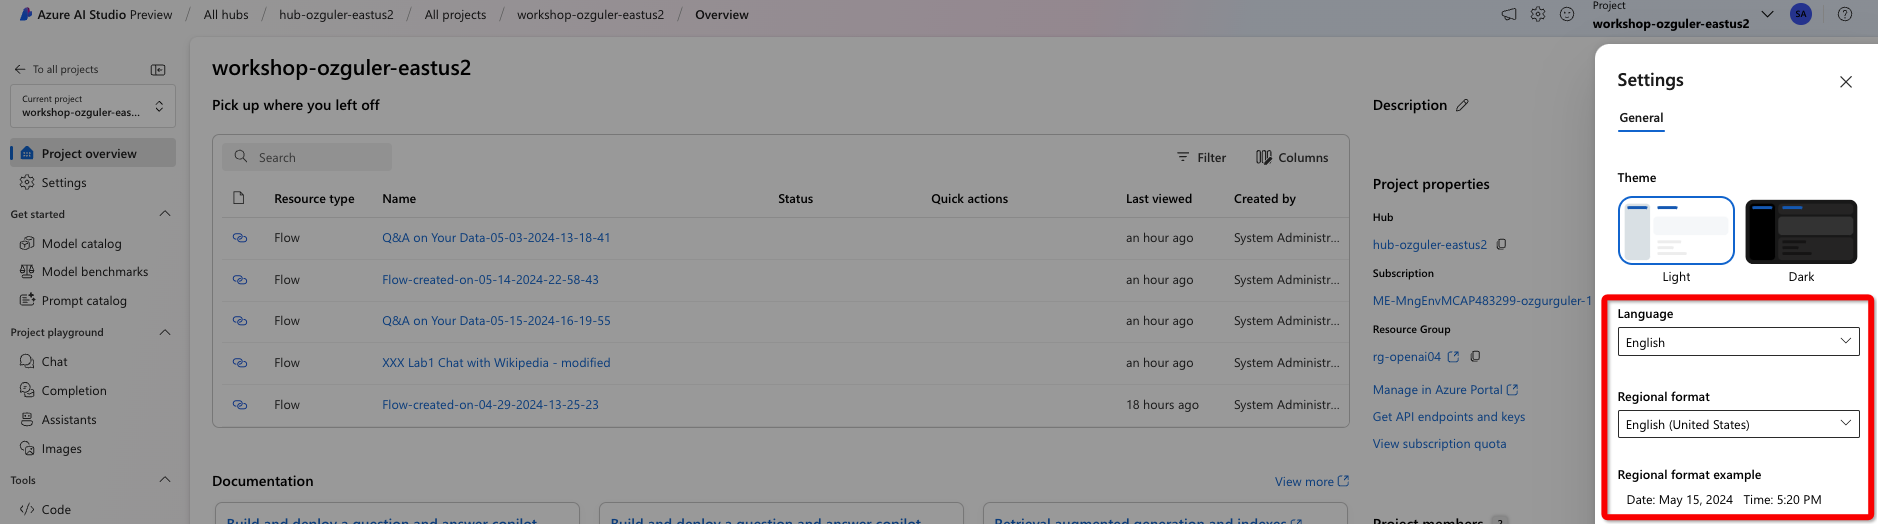 Azure AI Studio Preview / All hubs / hub-ozguler-eastus2 / All projects / workshop-ozguler-eastus2 / Overview
Project
workshop-ozguler-eastus2
SA
To all projects
Current project
workshop-ozguler-eas...
Project overview
Settings
Get started
Model catalog
Model benchmarks
Prompt catalog
Project playground
Chat
Completion
Assistants
Images
Tools
Code
workshop-ozguler-eastus2
Pick up where you left off
Search
Filter
Columns
Resource type Name Status Quick actions Last viewed Created by
Flow Q&A on Your Data-05-03-2024-13-18-41 an hour ago System Administr...
Flow Flow-created-on-05-14-2024-22-58-43 an hour ago System Administr...
Flow Q&A on Your Data-05-15-2024-16-19-55 an hour ago System Administr...
Flow XXX Lab1 Chat with Wikipedia - modified an hour ago System Administr...
Flow Flow-created-on-04-29-2024-13-25-23 18 hours ago System Administr...
Documentation
View more
Build and deploy a question and answer copilot
Build and deploy a question and answer copilot
Retrieval augmented generation and indexes
Description
Project properties
Hub
hub-ozguler-eastus2
Subscription
ME-MngEnvMCAP483299-ozgurguler-1
Resource Group
rg-openai04
Manage in Azure Portal
Get API endpoints and keys
View subscription quota
Project members
Settings
General
Theme
Light
Dark
Language
English
Regional format
English (United States)
Regional format example
Date: May 15, 2024 Time: 5:20 PM